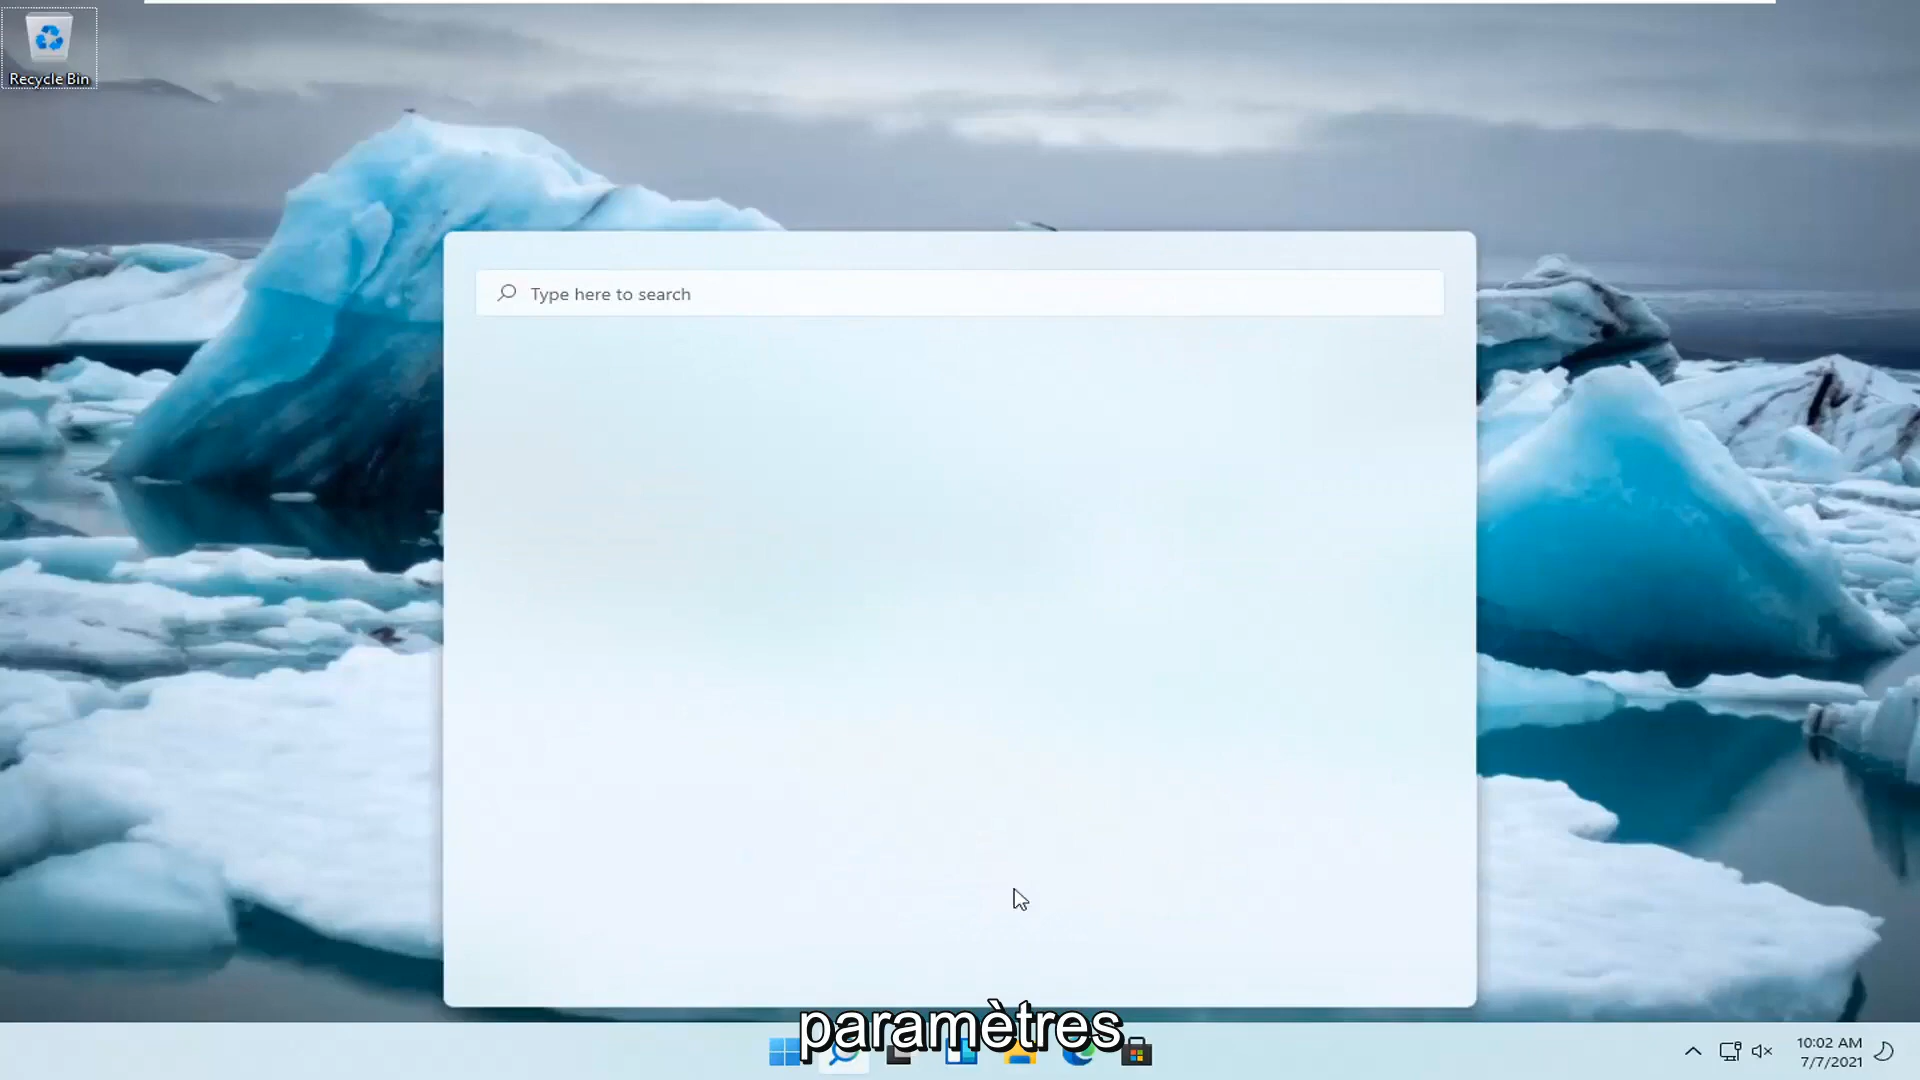 Recycle Bin
Type here to search
paramètres
10:02 AM
7/7/2021